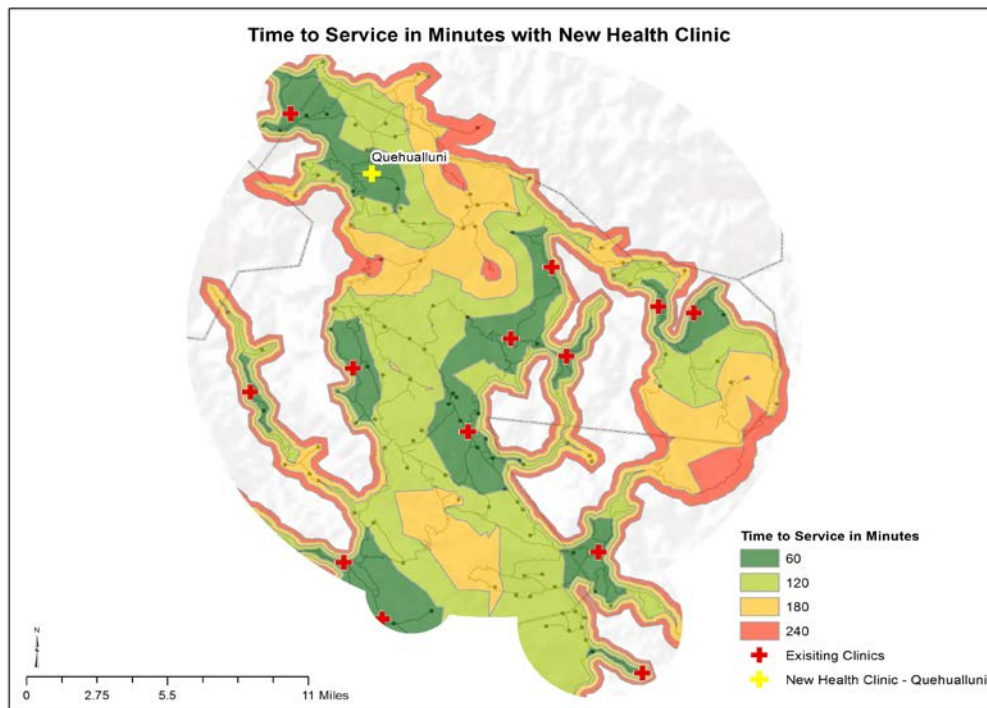 Time to Service in Minutes with New Health Clinic
Quehualluni
Time to Service in Minutes
60
120
180
240
Exisiting Clinics
New Health Clinic - Quehualluni
N
0 2.75 5.5 11 Miles